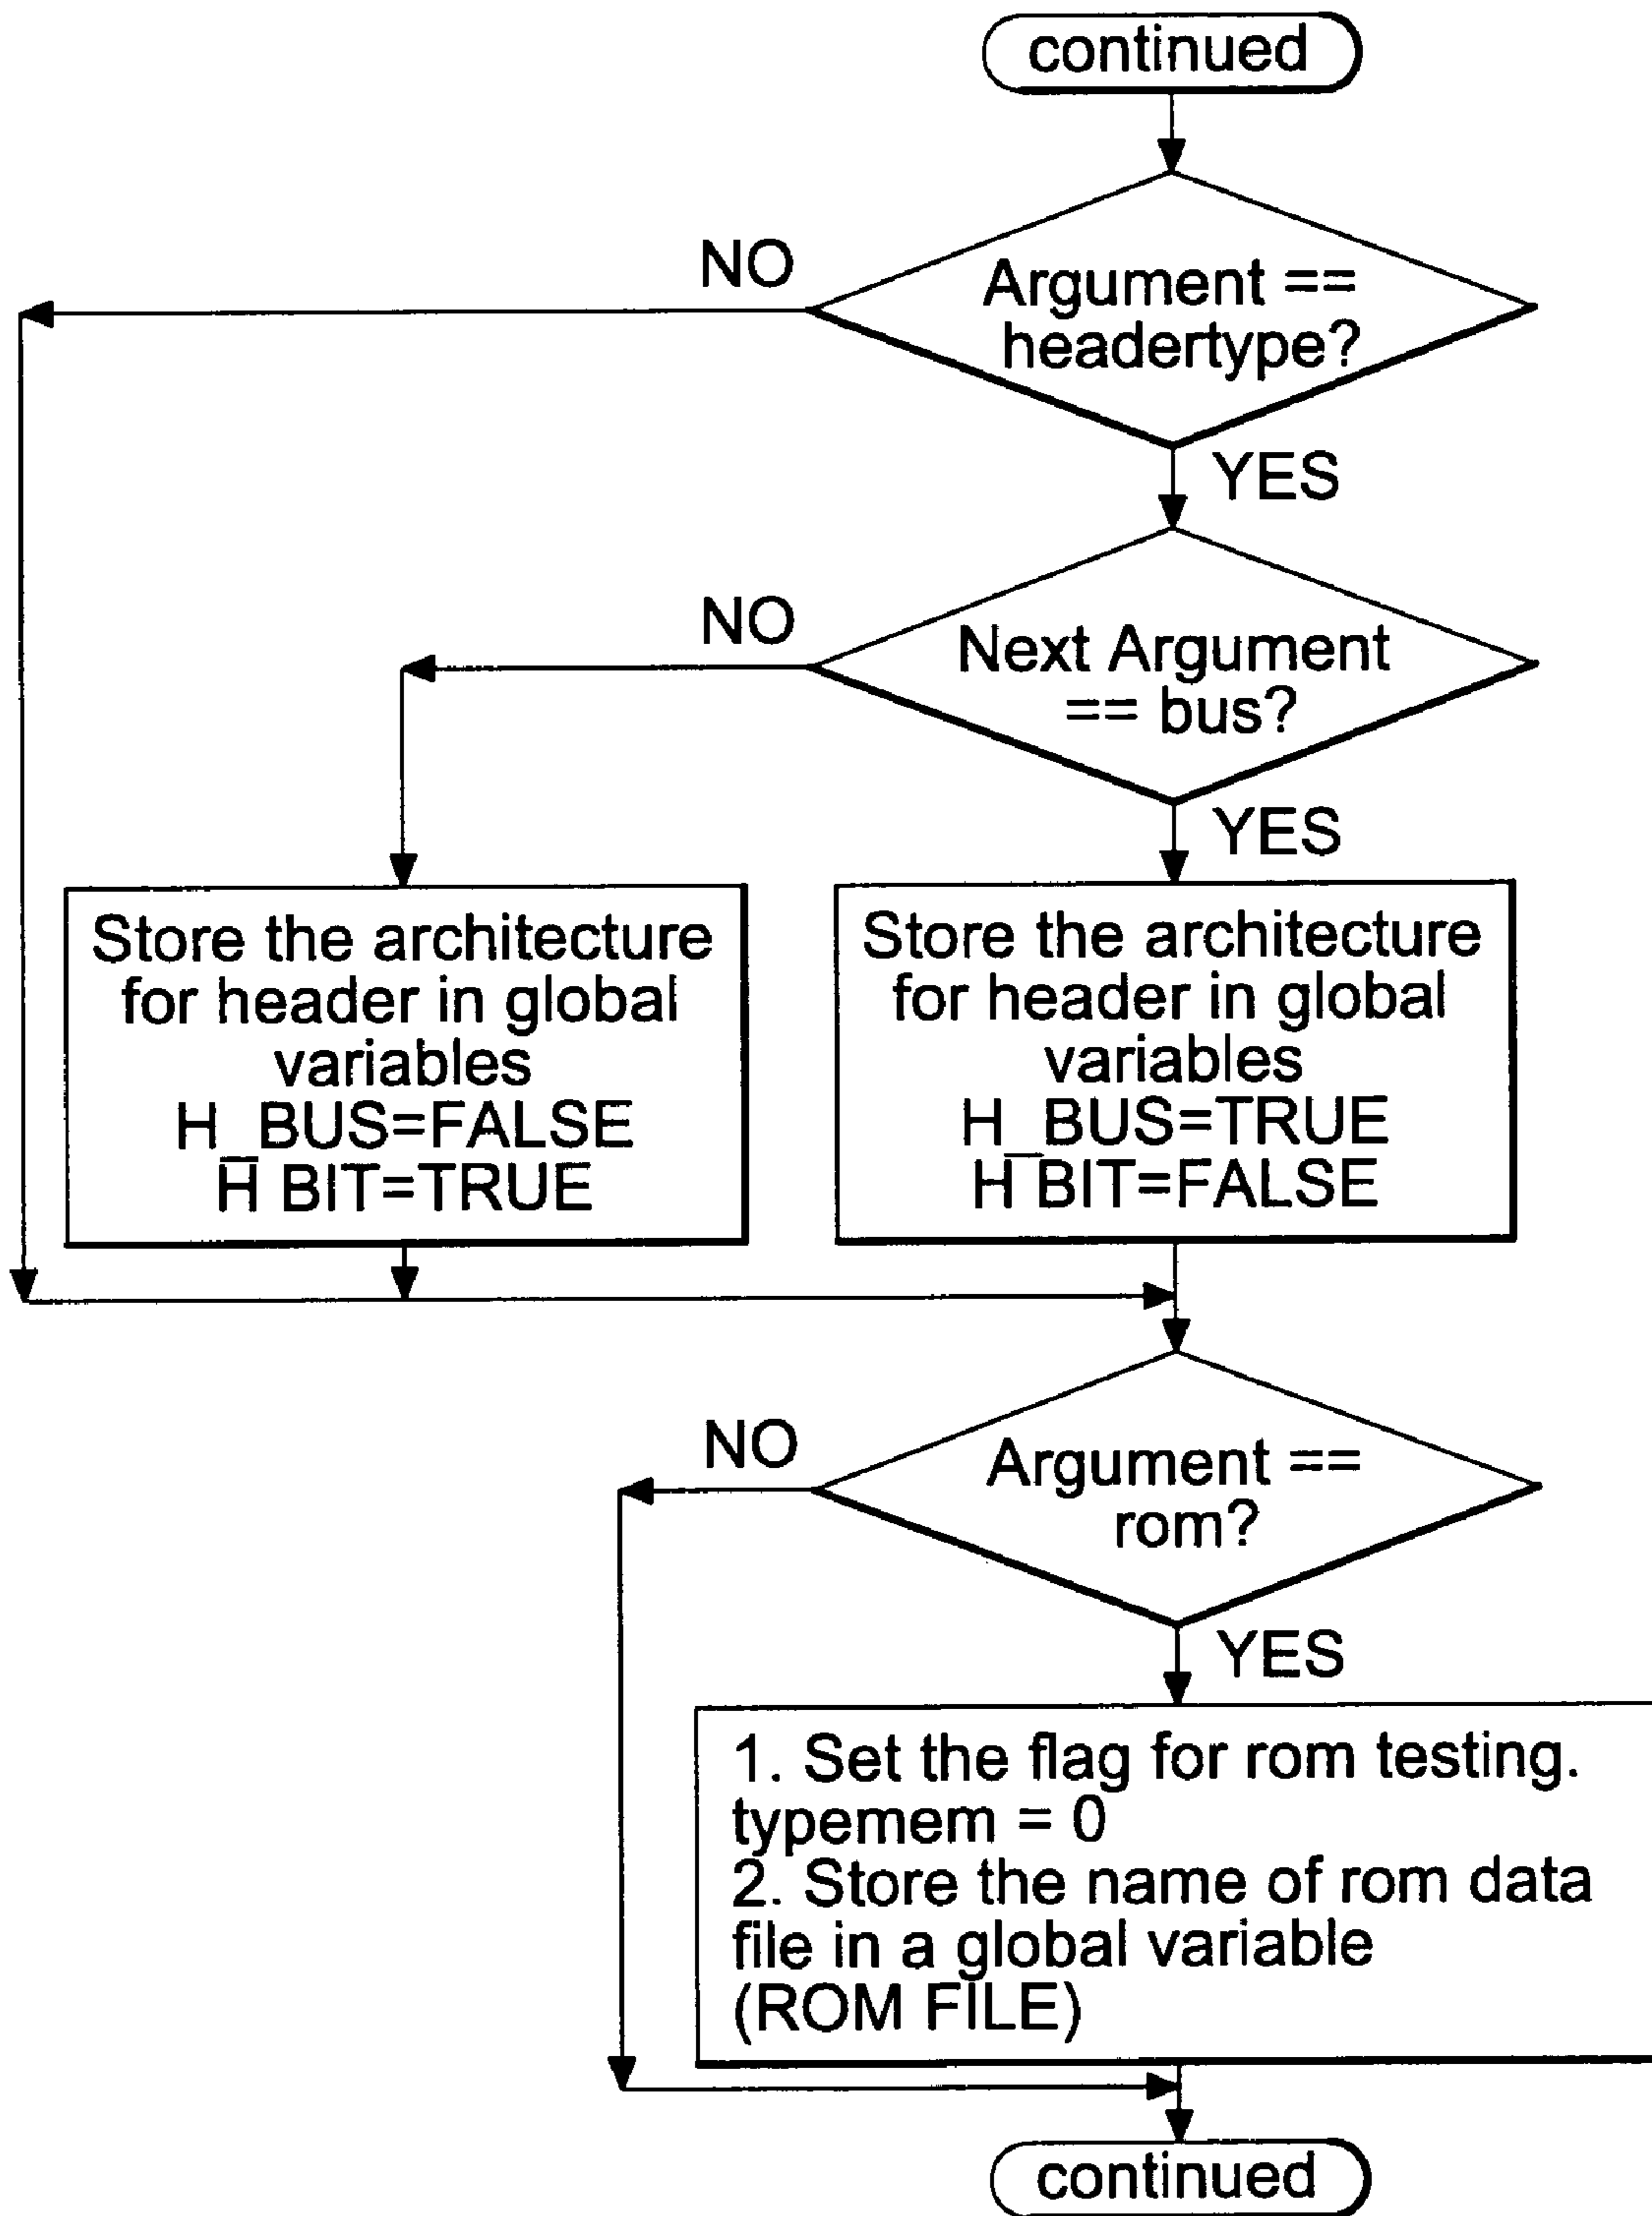 continued
NO
Argument ==
headertype?
YES
NO
Next Argument
== bus?
YES
Store the architecture
for header in global
variables
H_BUS=FALSE
H_BIT=TRUE
Store the architecture
for header in global
variables
H_BUS=TRUE
H_BIT=FALSE
NO
Argument ==
rom?
YES
1. Set the flag for rom testing.
typemem = 0
2. Store the name of rom data
file in a global variable
(ROM FILE)
continued